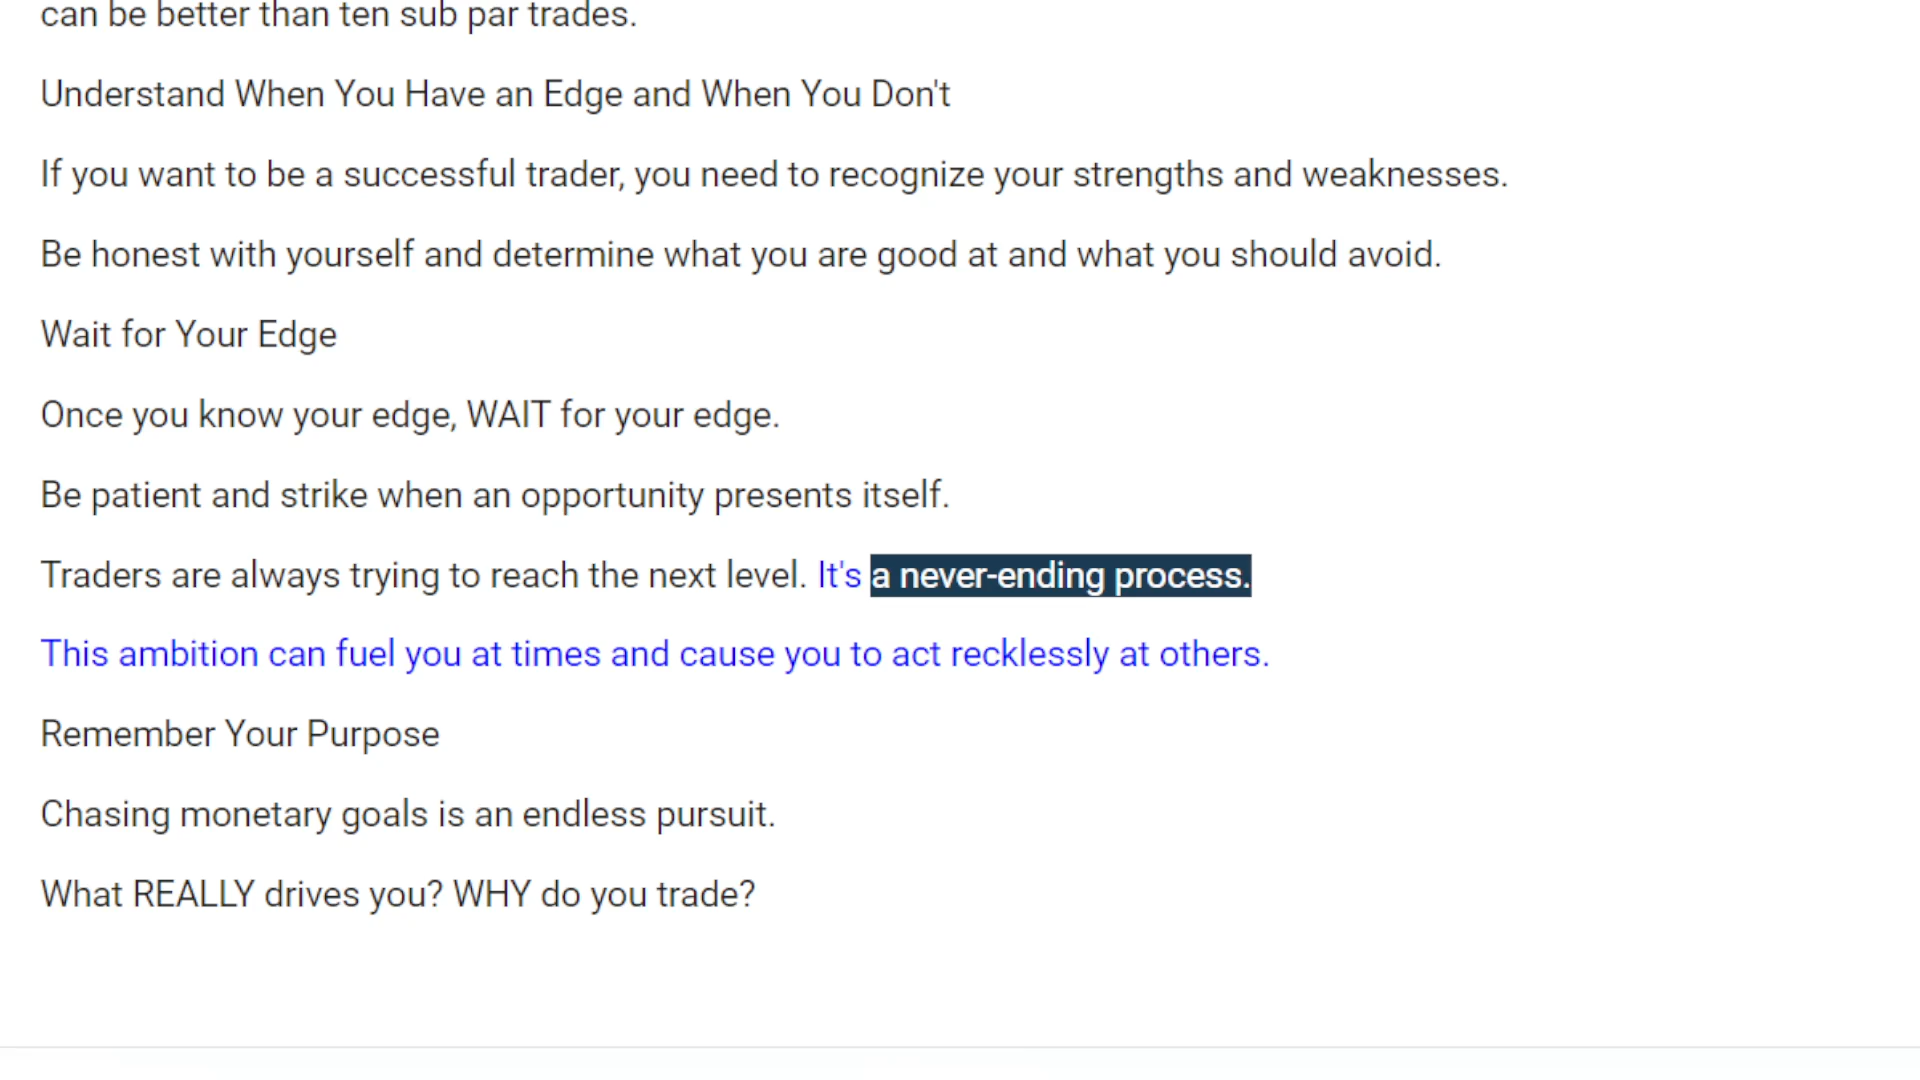 can be better than ten sub par trades.
Understand When You Have an Edge and When You Don't
If you want to be a successful trader, you need to recognize your strengths and weaknesses.
Be honest with yourself and determine what you are good at and what you should avoid.
Wait for Your Edge
Once you know your edge, WAIT for your edge.
Be patient and strike when an opportunity presents itself.
Traders are always trying to reach the next level. It's a never-ending process.
This ambition can fuel you at times and cause you to act recklessly at others.
Remember Your Purpose
Chasing monetary goals is an endless pursuit.
What REALLY drives you? WHY do you trade?